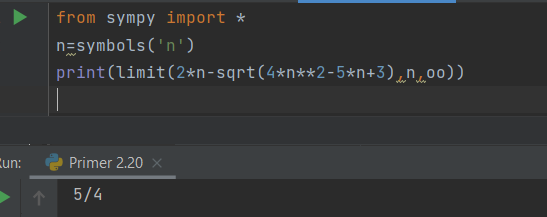 from sympy import *
n=symbols('n')
print(limit(2*n-sqrt(4*n**2-5*n+3),n,oo))
Run: Primer 2.20 ×
5/4